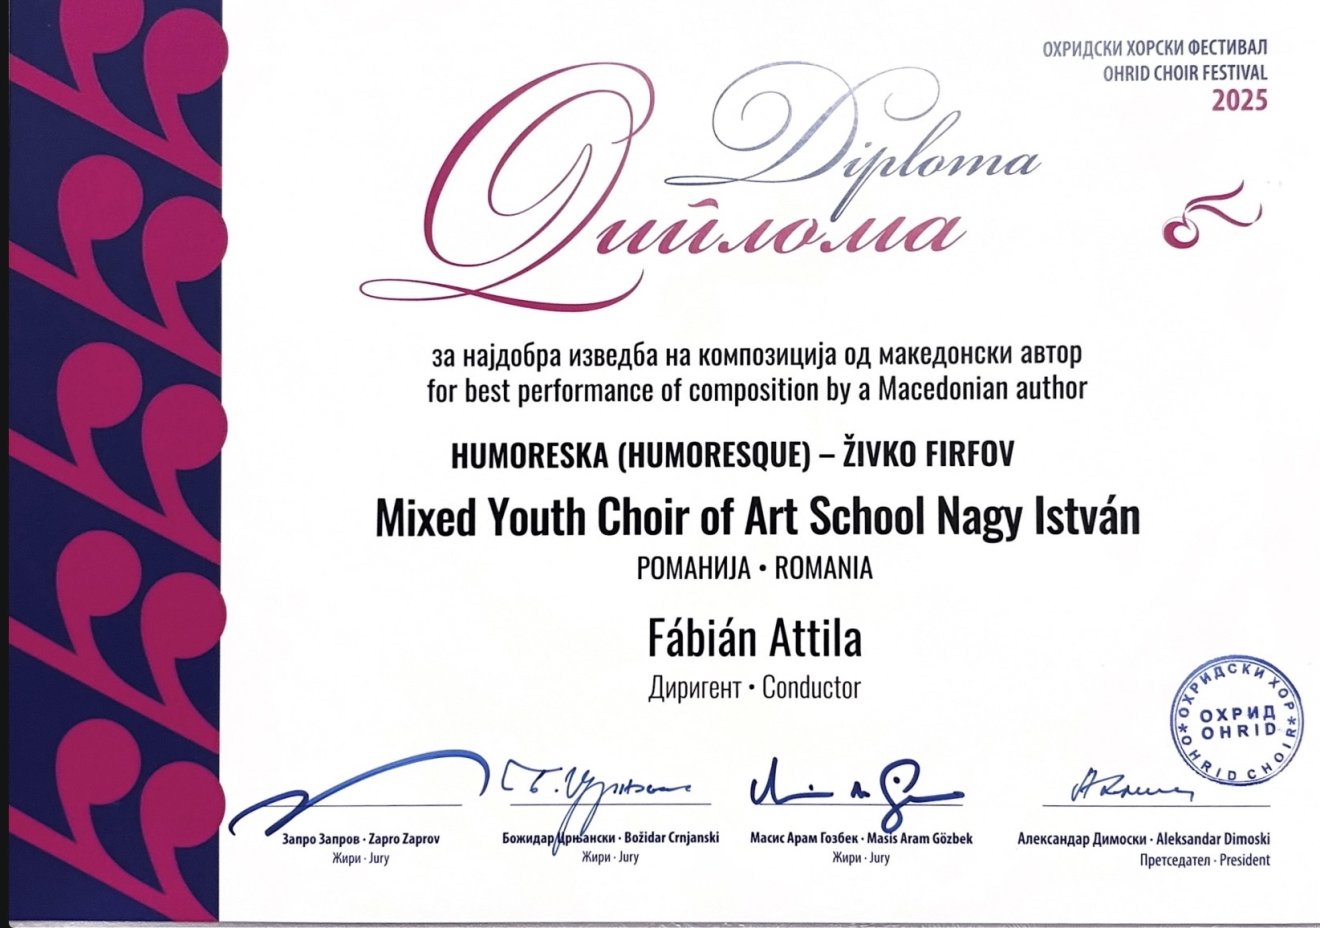 ОХРИДСКИ ХОРСКИ ФЕСТИВАЛ
OHRID CHOIR FESTIVAL
2025
Diploma
Диплома
за најдобра изведба на композиција од македонски автор
for best performance of composition by a Macedonian author
HUMORESKA (HUMORESQUE) – ŽIVKO FIRFOV
Mixed Youth Choir of Art School Nagy István
РОМАНИЈА • ROMANIA
Fábián Attila
Диригент • Conductor
ОХРИДСКИ ХОР
ОХРИД
OHRID
OHRID CHOIR
Запро Запров · Zapro Zaprov
Жири · Jury
Божидар Црњански · Božidar Crnjanski
Жири · Jury
Масис Арам Гозбек · Masis Aram Gözbek
Жири · Jury
Александар Димоски · Aleksandar Dimoski
Претседател · President